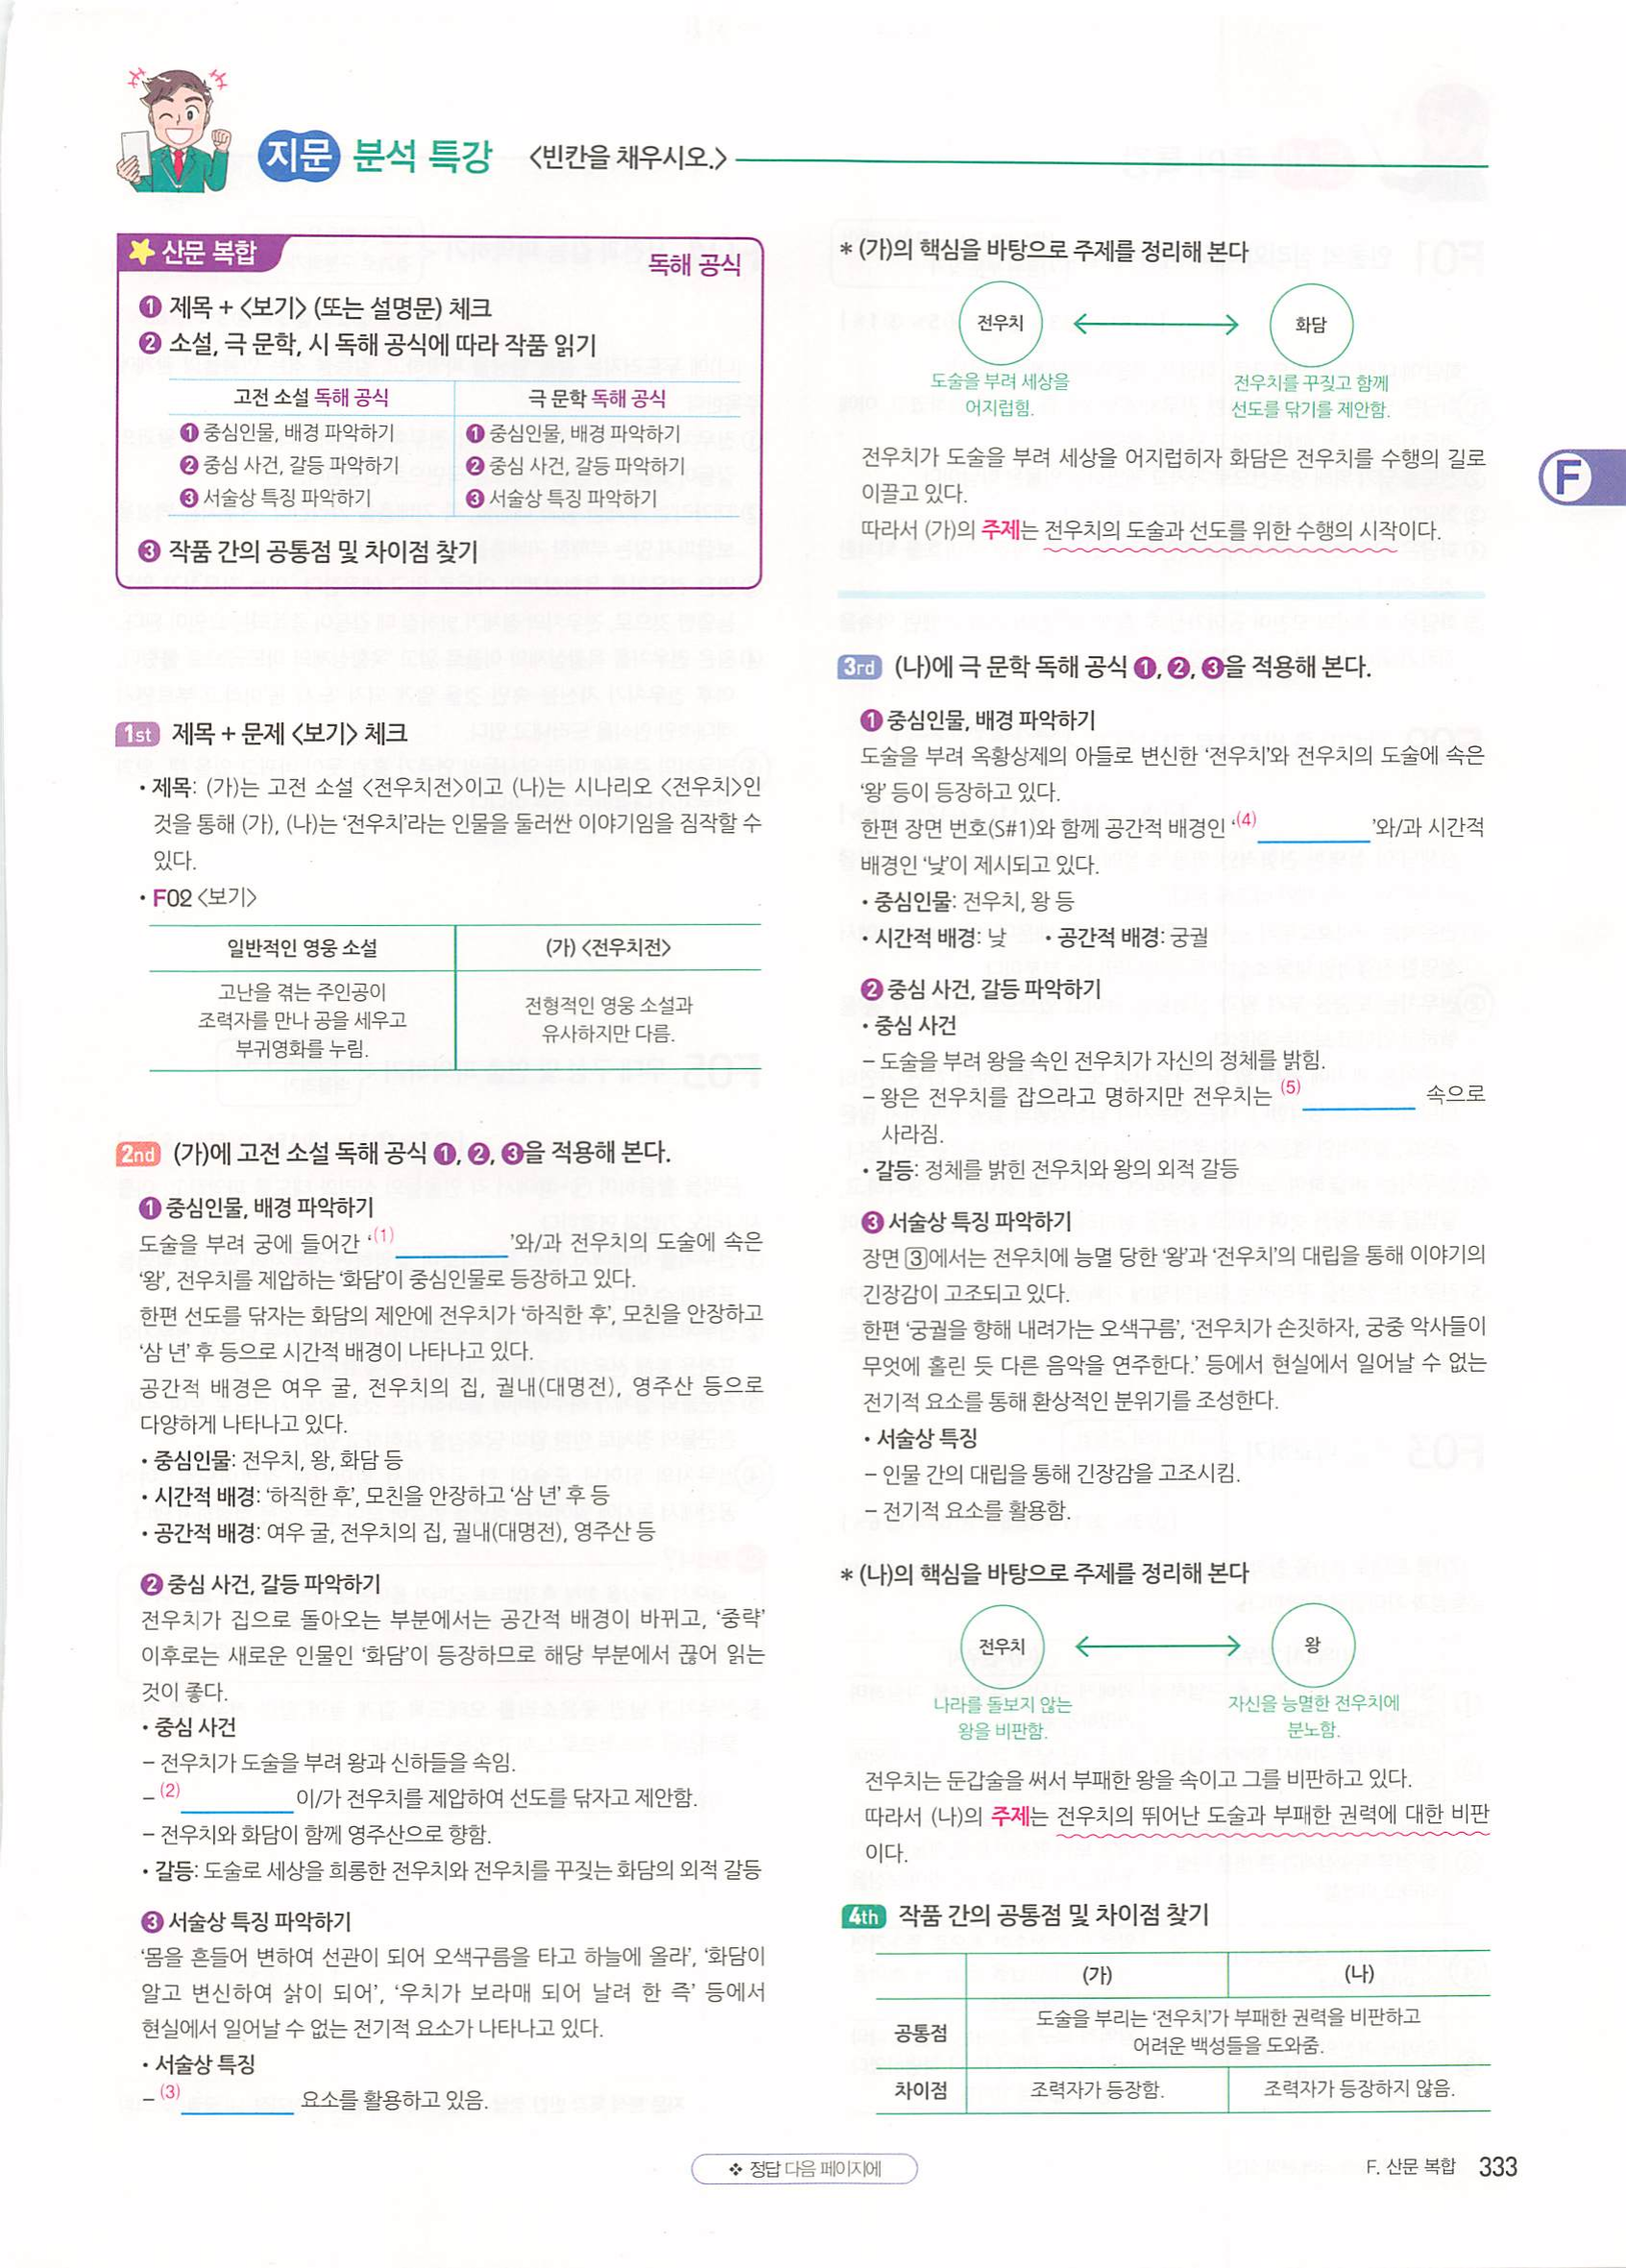 지문 분석 특강 <빈칸을 채우시오.>
산문 복합
독해 공식
❶ 제목 + <보기> (또는 설명문) 체크
❷ 소설, 극 문학, 시 독해 공식에 따라 작품 읽기
고전 소설 독해 공식 극 문학 독해 공식
❶ 중심인물, 배경 파악하기 ❶ 중심인물, 배경 파악하기
❷ 중심 사건, 갈등 파악하기 ❷ 중심 사건, 갈등 파악하기
❸ 서술상 특징 파악하기 ❸ 서술상 특징 파악하기
❸ 작품 간의 공통점 및 차이점 찾기
1st 제목 + 문제 <보기> 체크
• 제목: (가)는 고전 소설 <전우치전>이고 (나)는 시나리오 <전우치>인
것을 통해 (가), (나)는 '전우치'라는 인물을 둘러싼 이야기임을 짐작할 수
있다.
• F02 <보기>
일반적인 영웅 소설 (가) <전우치전>
고난을 겪는 주인공이
조력자를 만나 공을 세우고
부귀영화를 누림.
전형적인 영웅 소설과
유사하지만 다름.
2nd (가)에 고전 소설 독해 공식 ❶, ❷, ❸을 적용해 본다.
❶ 중심인물, 배경 파악하기
도술을 부려 궁에 들어간 '(1) '와/과 전우치의 도술에 속은
'왕', 전우치를 제압하는 '화담'이 중심인물로 등장하고 있다.
한편 선도를 닦자는 화담의 제안에 전우치가 '하직한 후', 모친을 안장하고
'삼 년' 후 등으로 시간적 배경이 나타나고 있다.
공간적 배경은 여우 굴, 전우치의 집, 궐내(대명전), 영주산 등으로
다양하게 나타나고 있다.
• 중심인물: 전우치, 왕, 화담 등
• 시간적 배경: '하직한 후', 모친을 안장하고 '삼 년' 후 등
• 공간적 배경: 여우 굴, 전우치의 집, 궐내(대명전), 영주산 등
❷ 중심 사건, 갈등 파악하기
전우치가 집으로 돌아오는 부분에서는 공간적 배경이 바뀌고, '중략'
이후로는 새로운 인물인 '화담'이 등장하므로 해당 부분에서 끊어 읽는
것이 좋다.
• 중심 사건
– 전우치가 도술을 부려 왕과 신하들을 속임.
– (2) 이/가 전우치를 제압하여 선도를 닦자고 제안함.
– 전우치와 화담이 함께 영주산으로 향함.
• 갈등: 도술로 세상을 희롱한 전우치와 전우치를 꾸짖는 화담의 외적 갈등
❸ 서술상 특징 파악하기
'몸을 흔들어 변하여 선관이 되어 오색구름을 타고 하늘에 올라', '화담이
알고 변신하여 삵이 되어', '우치가 보라매 되어 날려 한 즉' 등에서
현실에서 일어날 수 없는 전기적 요소가 나타나고 있다.
• 서술상 특징
– (3) 요소를 활용하고 있음.
* (가)의 핵심을 바탕으로 주제를 정리해 본다
전우치 화담
도술을 부려 세상을
어지럽힘.
전우치를 꾸짖고 함께
선도를 닦기를 제안함.
전우치가 도술을 부려 세상을 어지럽히자 화담은 전우치를 수행의 길로
이끌고 있다.
따라서 (가)의 주제는 전우치의 도술과 선도를 위한 수행의 시작이다.
3rd (나)에 극 문학 독해 공식 ❶, ❷, ❸을 적용해 본다.
❶ 중심인물, 배경 파악하기
도술을 부려 옥황상제의 아들로 변신한 '전우치'와 전우치의 도술에 속은
'왕' 등이 등장하고 있다.
한편 장면 번호(S#1)와 함께 공간적 배경인 '(4) '와/과 시간적
배경인 '낮'이 제시되고 있다.
• 중심인물: 전우치, 왕 등
• 시간적 배경: 낮 • 공간적 배경: 궁궐
❷ 중심 사건, 갈등 파악하기
• 중심 사건
– 도술을 부려 왕을 속인 전우치가 자신의 정체를 밝힘.
– 왕은 전우치를 잡으라고 명하지만 전우치는 (5) 속으로
사라짐.
• 갈등: 정체를 밝힌 전우치와 왕의 외적 갈등
❸ 서술상 특징 파악하기
장면 3에서는 전우치에 능멸 당한 '왕'과 '전우치'의 대립을 통해 이야기의
긴장감이 고조되고 있다.
한편 '궁궐을 향해 내려가는 오색구름', '전우치가 손짓하자, 궁중 악사들이
무엇에 홀린 듯 다른 음악을 연주한다.' 등에서 현실에서 일어날 수 없는
전기적 요소를 통해 환상적인 분위기를 조성한다.
• 서술상 특징
– 인물 간의 대립을 통해 긴장감을 고조시킴.
– 전기적 요소를 활용함.
* (나)의 핵심을 바탕으로 주제를 정리해 본다
전우치 왕
나라를 돌보지 않는
왕을 비판함.
자신을 능멸한 전우치에
분노함.
전우치는 둔갑술을 써서 부패한 왕을 속이고 그를 비판하고 있다.
따라서 (나)의 주제는 전우치의 뛰어난 도술과 부패한 권력에 대한 비판
이다.
4th 작품 간의 공통점 및 차이점 찾기
(가) (나)
공통점 도술을 부리는 '전우치'가 부패한 권력을 비판하고
어려운 백성들을 도와줌.
차이점 조력자가 등장함. 조력자가 등장하지 않음.
F
❖ 정답 다음 페이지에
F. 산문 복합 333